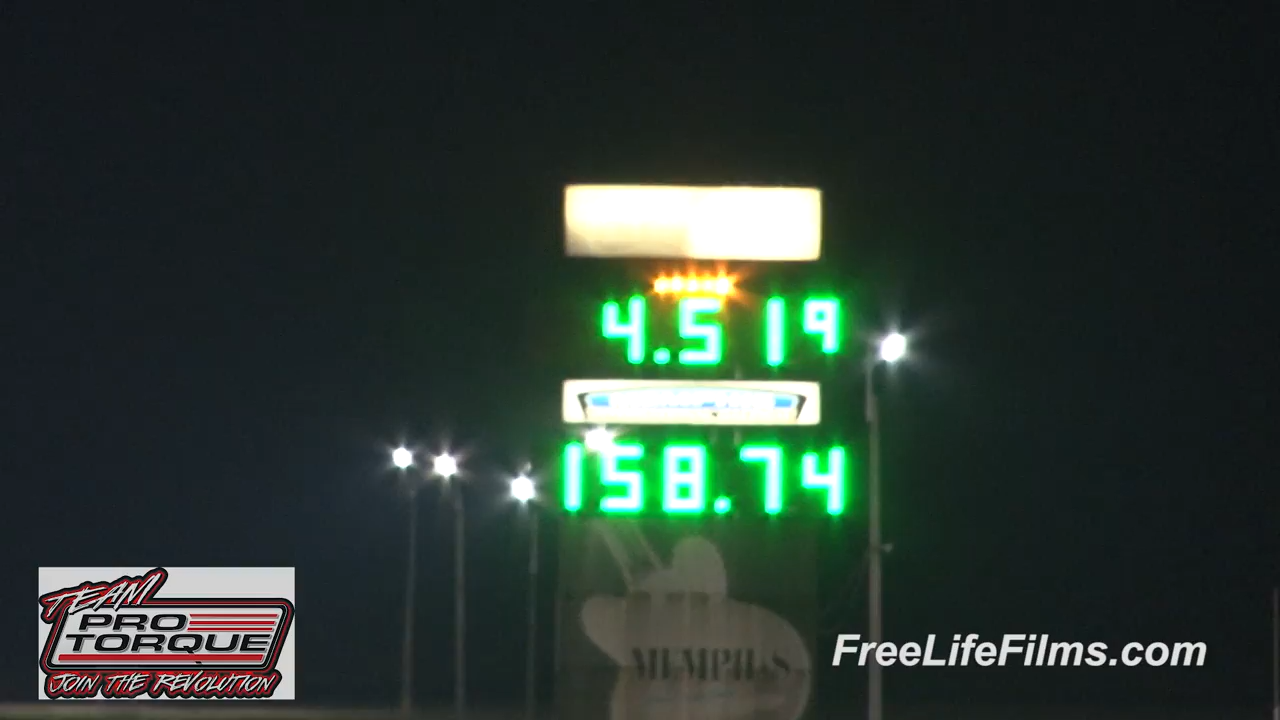 4.519
158.74
MEMPHIS
TEAM
PRO
TORQUE
JOIN THE REVOLUTION
FreeLifeFilms.com